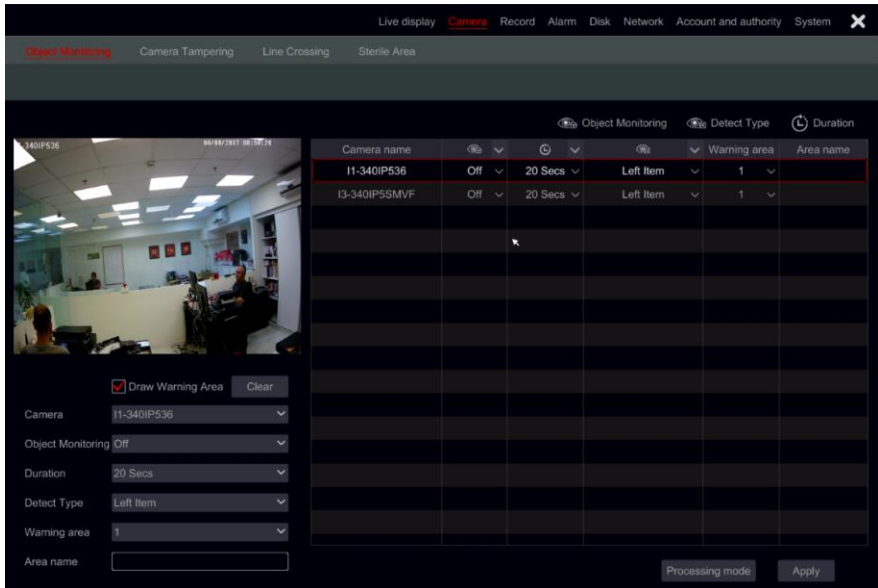 Live display Camera Record Alarm Disk Network Account and authority System
Object Monitoring Camera Tampering Line Crossing Sterile Area
Object Monitoring Detect Type Duration
340IP536
Camera name Warning area Area name
I1-340IP536 Off 20 Secs Left Item 1
I3-340IP5SMVF Off 20 Secs Left Item 1
Draw Warning Area Clear
Camera I1-340IP536
Object Monitoring Off
Duration 20 Secs
Detect Type Left Item
Warning area 1
Area name
Processing mode Apply